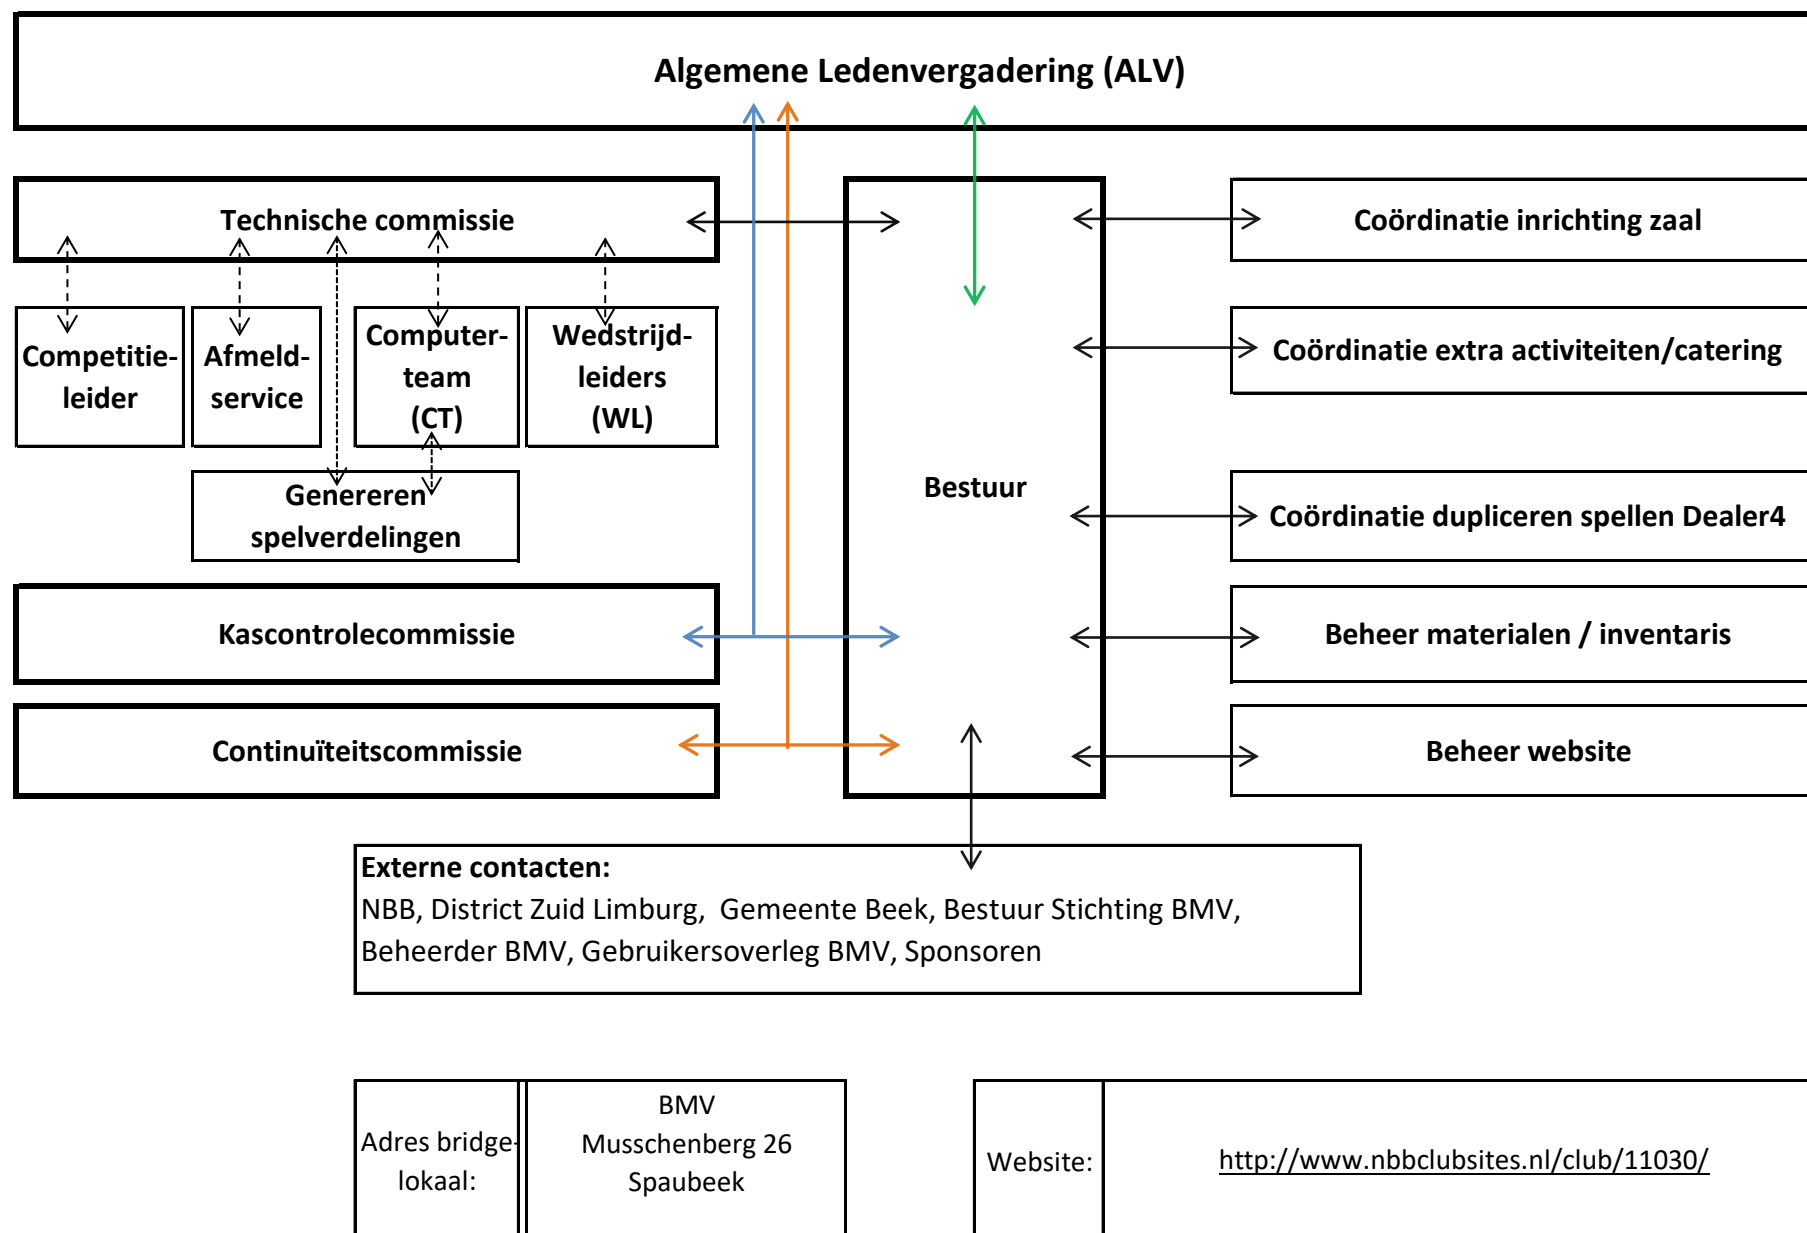 Algemene Ledenvergadering (ALV)
Technische commissie
Coördinatie inrichting zaal
Competitie-
leider
Afmeld-
service
Computer-
team
(CT)
Wedstrijd-
leiders
(WL)
Coördinatie extra activiteiten/catering
Genereren
spelverdelingen
Bestuur
Coördinatie dupliceren spellen Dealer4
Kascontrolecommissie
Beheer materialen / inventaris
Continuïteitscommissie
Beheer website
Externe contacten:
NBB, District Zuid Limburg,  Gemeente Beek, Bestuur Stichting BMV,
Beheerder BMV, Gebruikersoverleg BMV, Sponsoren
Adres bridge-
lokaal:
BMV
Musschenberg 26
Spaubeek
Website:
http://www.nbbclubsites.nl/club/11030/